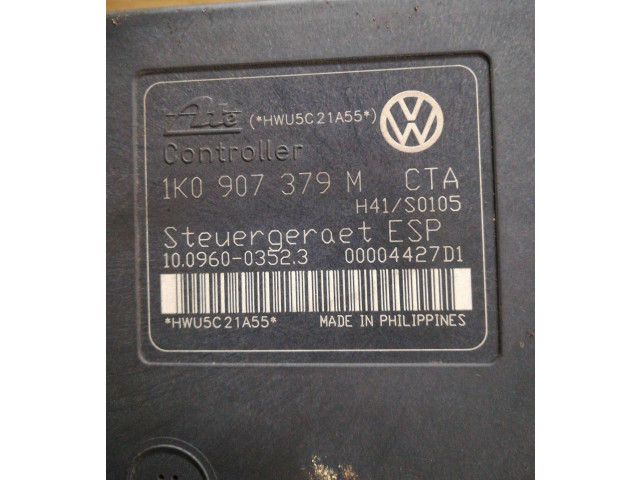 Ate (*HWU5C21A55*)
Controller
1K0 907 379 M CTA
H41/S0105
Steuergeraet ESP
10.0960-0352.3 00004427D1
*HWU5C21A55* MADE IN PHILIPPINES